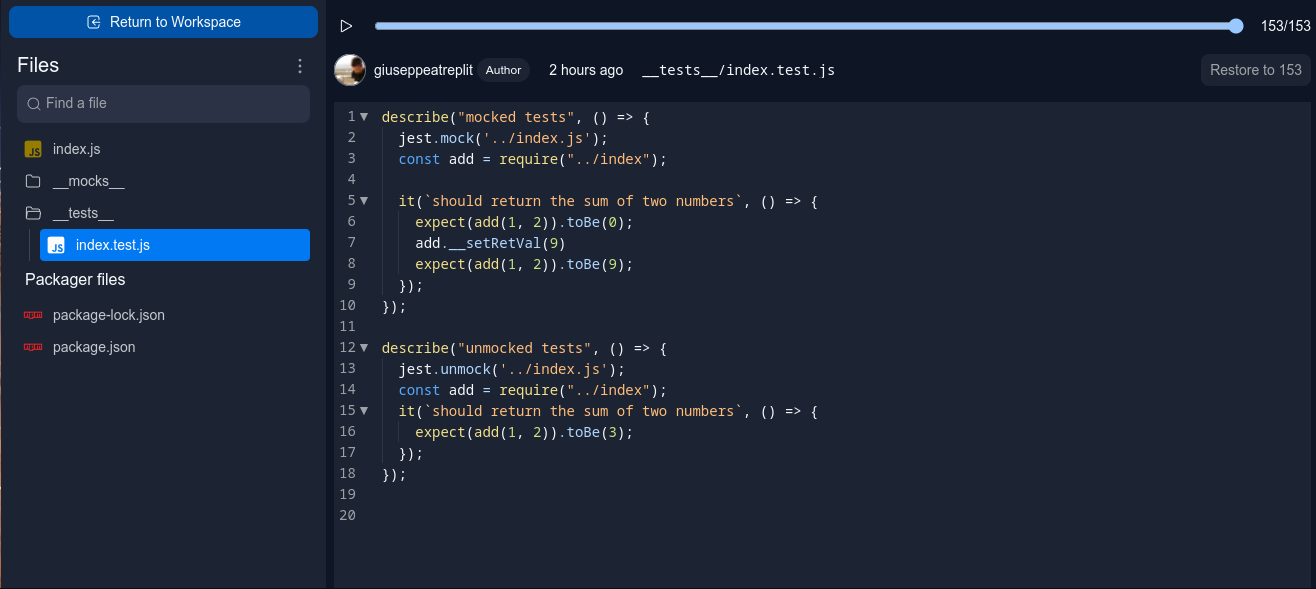 Return to Workspace
153/153
Files
giuseppeatreplit Author 2 hours ago __tests__/index.test.js Restore to 153
Find a file
JS index.js
__mocks__
__tests__
JS index.test.js
Packager files
npm package-lock.json
npm package.json
1 describe("mocked tests", () => {
2 jest.mock('../index.js');
3 const add = require("../index");
4
5 it(`should return the sum of two numbers`, () => {
6 expect(add(1, 2)).toBe(0);
7 add.__setRetVal(9)
8 expect(add(1, 2)).toBe(9);
9 });
10 });
11
12 describe("unmocked tests", () => {
13 jest.unmock('../index.js');
14 const add = require("../index");
15 it(`should return the sum of two numbers`, () => {
16 expect(add(1, 2)).toBe(3);
17 });
18 });
19
20